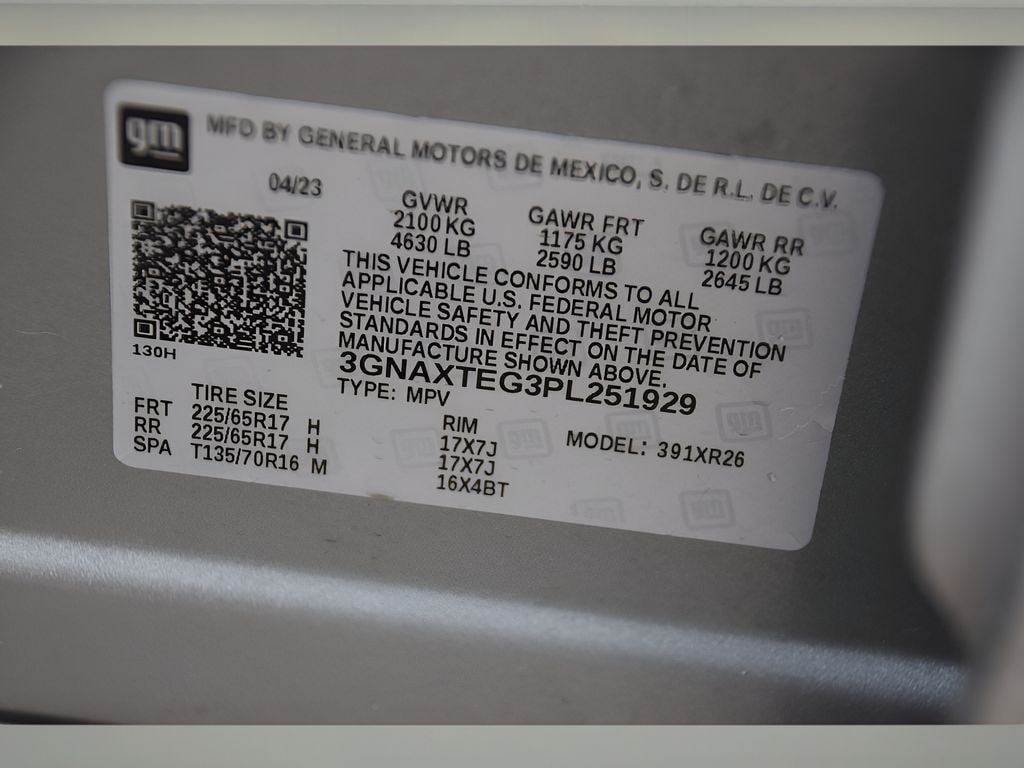 gm
MFD BY GENERAL MOTORS DE MEXICO, S. DE R.L. DE C.V.
04/23
GVWR GAWR FRT GAWR RR
2100 KG 1175 KG 1200 KG
4630 LB 2590 LB 2645 LB
THIS VEHICLE CONFORMS TO ALL
APPLICABLE U.S. FEDERAL MOTOR
VEHICLE SAFETY AND THEFT PREVENTION
STANDARDS IN EFFECT ON THE DATE OF
MANUFACTURE SHOWN ABOVE.
130H
3GNAXTEG3PL251929
TYPE: MPV
TIRE SIZE RIM MODEL: 391XR26
FRT 225/65R17 H 17X7J
RR 225/65R17 H 17X7J
SPA T135/70R16 M 16X4BT